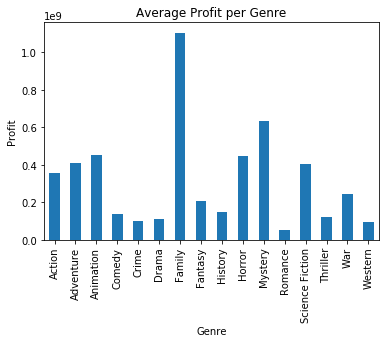 Average Profit per Genre
1e9
Profit
1.0
0.8
0.6
0.4
0.2
0.0
Action
Adventure
Animation
Comedy
Crime
Drama
Family
Fantasy
History
Horror
Mystery
Romance
Science Fiction
Thriller
War
Western
Genre